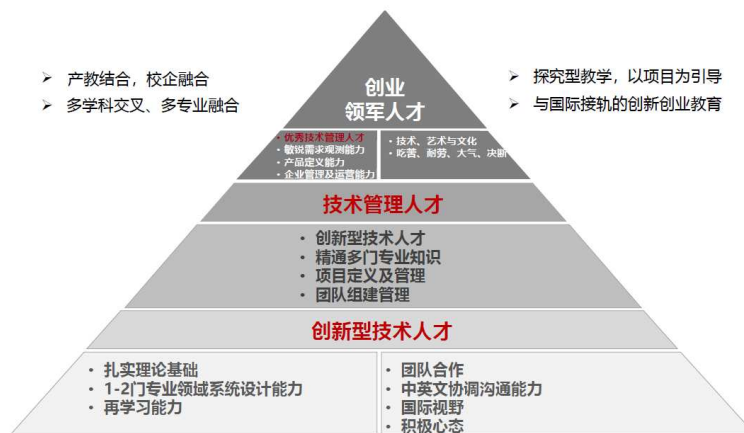 ➢ 产教结合，校企融合
➢ 多学科交叉、多专业融合
➢ 探究型教学，以项目为引导
➢ 与国际接轨的创新创业教育
创业
领军人才
• 优秀技术管理人才
• 敏锐需求观测能力
• 产品定义能力
• 企业管理及运营能力
• 技术、艺术与文化
• 吃苦、耐劳、大气、决断
技术管理人才
• 创新型技术人才
• 精通多门专业知识
• 项目定义及管理
• 团队组建管理
创新型技术人才
• 扎实理论基础
• 1-2门专业领域系统设计能力
• 再学习能力
• 团队合作
• 中英文协调沟通能力
• 国际视野
• 积极心态